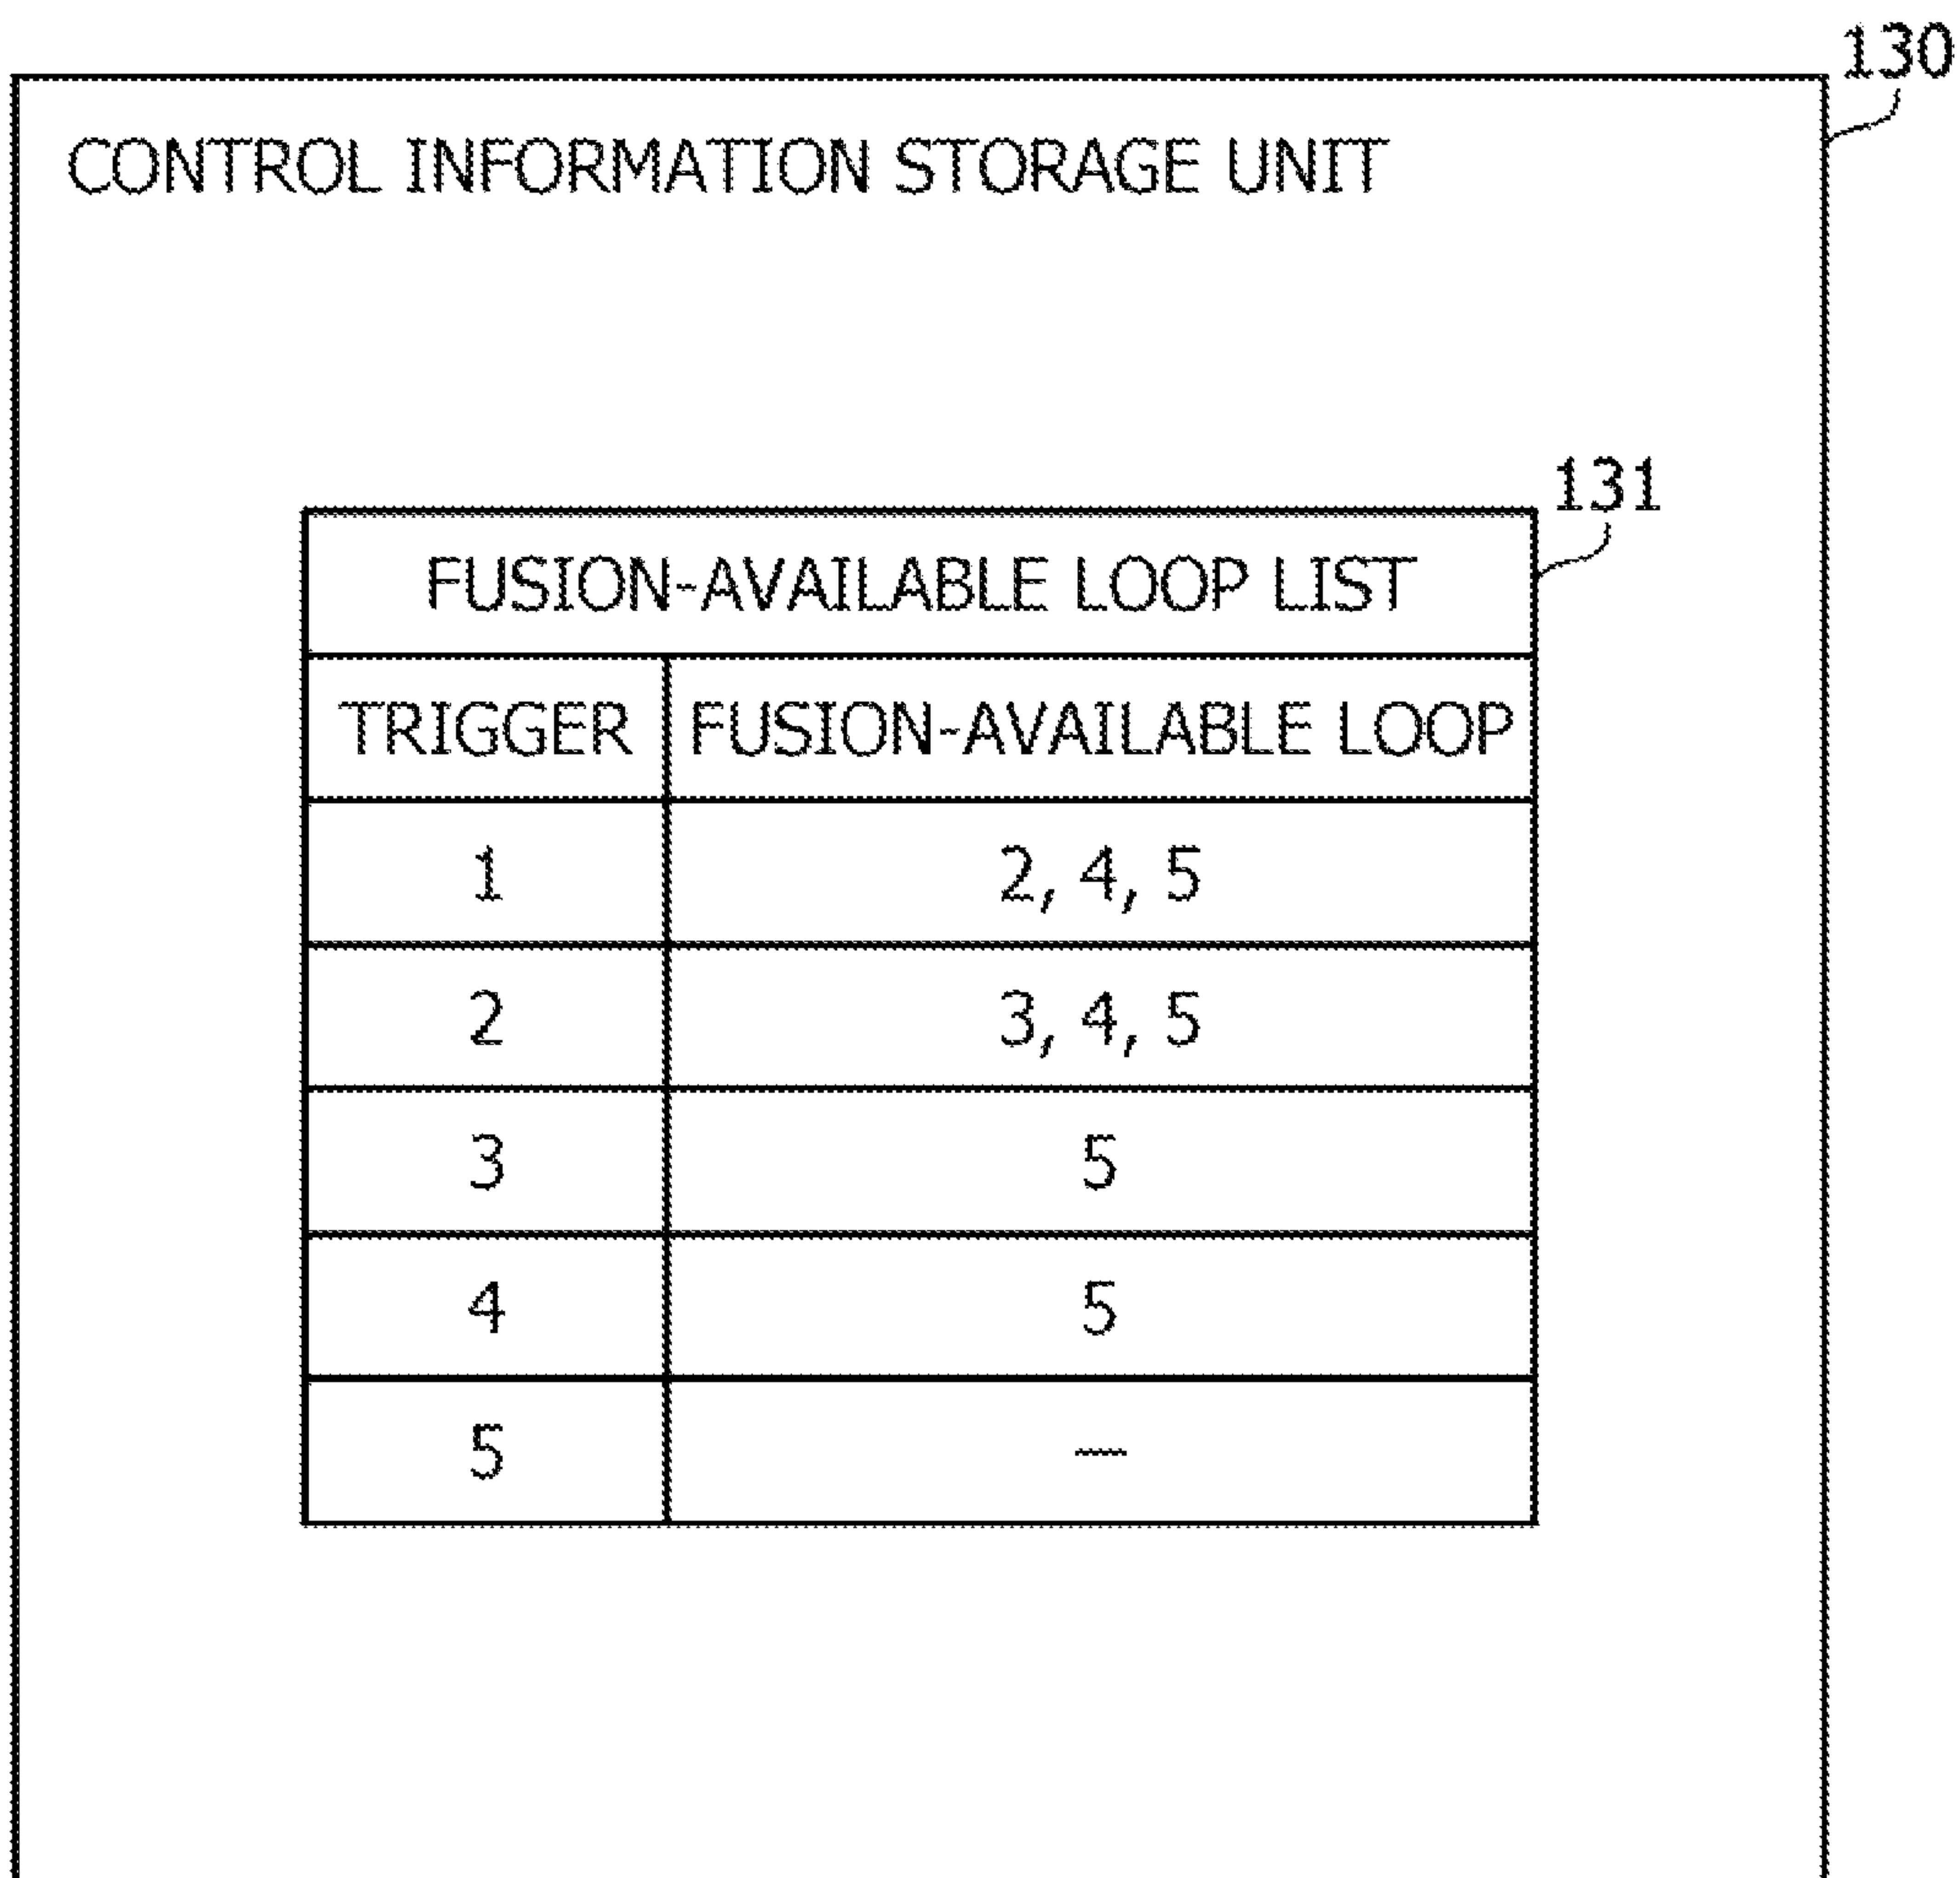 130
CONTROL INFORMATION STORAGE UNIT
131
FUSION-AVAILABLE LOOP LIST
TRIGGER FUSION-AVAILABLE LOOP
1 2, 4, 5
2 3, 4, 5
3 5
4 5
5 —